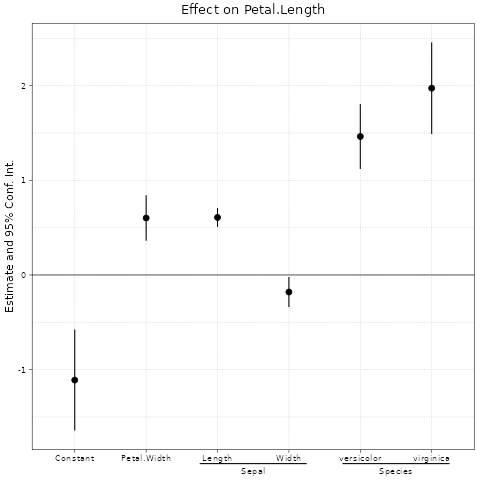 Effect on Petal.Length
Estimate and 95% Conf. Int.
2
1
0
-1
Constant Petal.Width Length Width versicolor virginica
Sepal Species